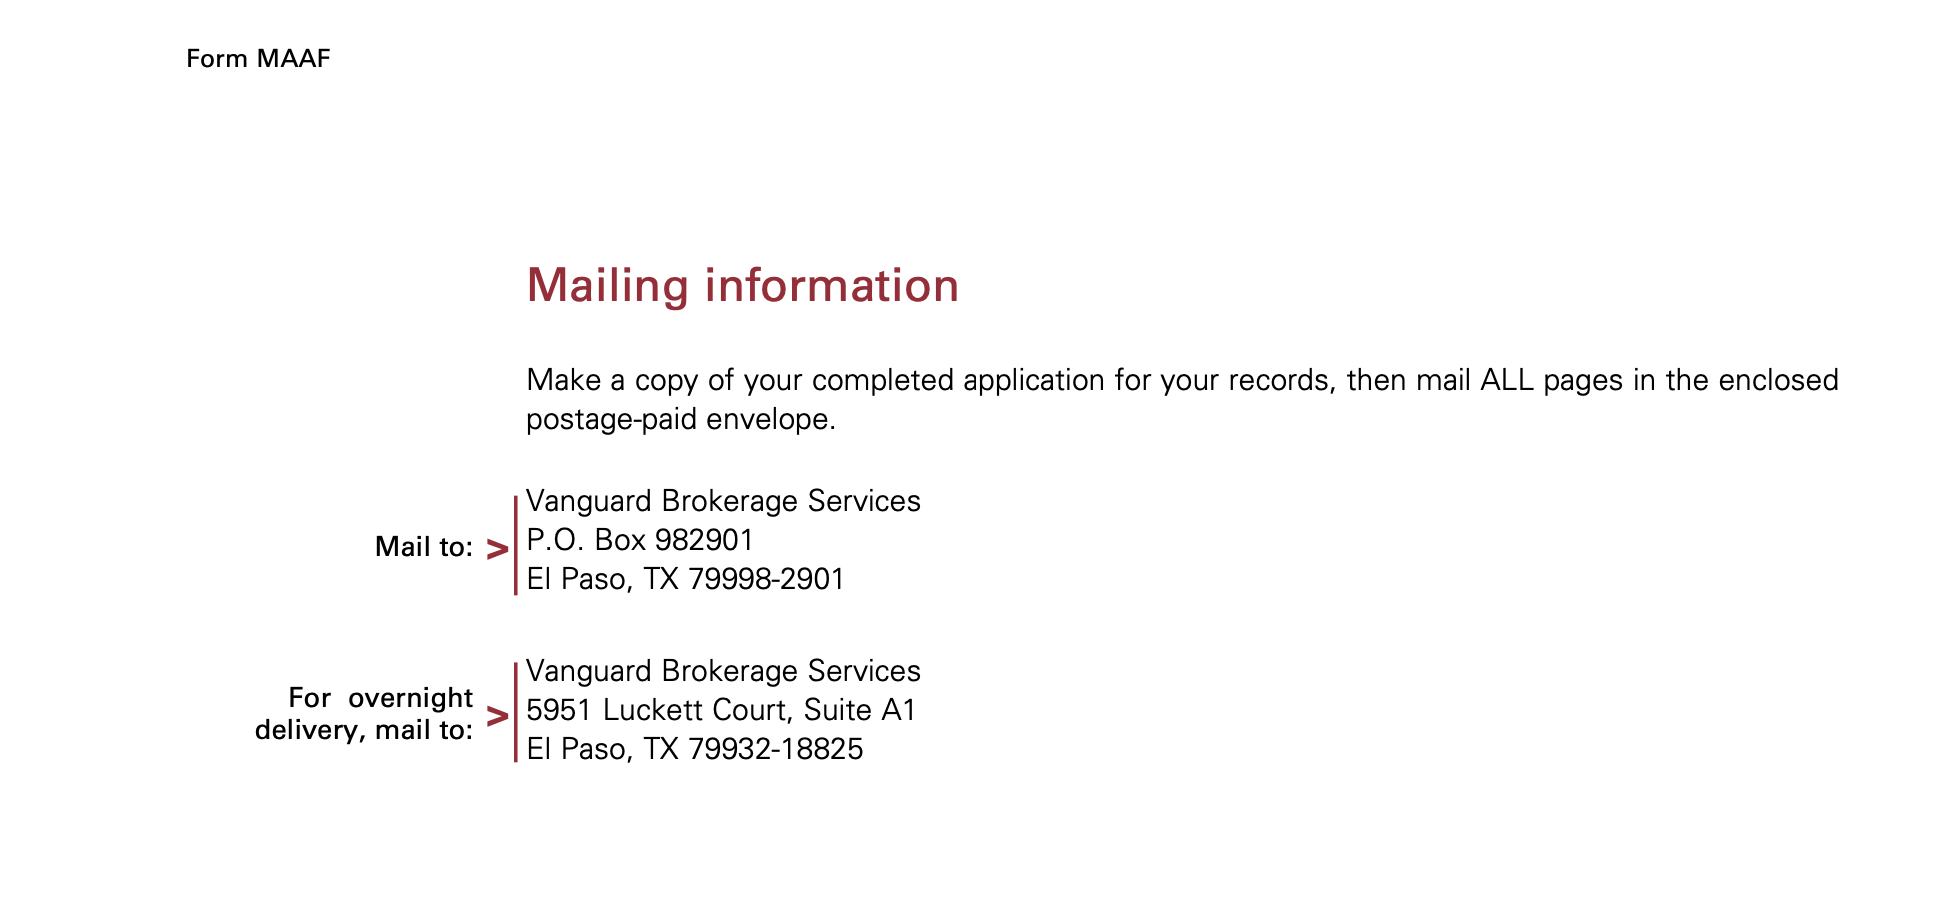 Form MAAF
Mailing information
Make a copy of your completed application for your records, then mail ALL pages in the enclosed
postage-paid envelope.
Mail to: >
Vanguard Brokerage Services
P.O. Box 982901
El Paso, TX 79998-2901
For overnight
delivery, mail to: >
Vanguard Brokerage Services
5951 Luckett Court, Suite A1
El Paso, TX 79932-18825